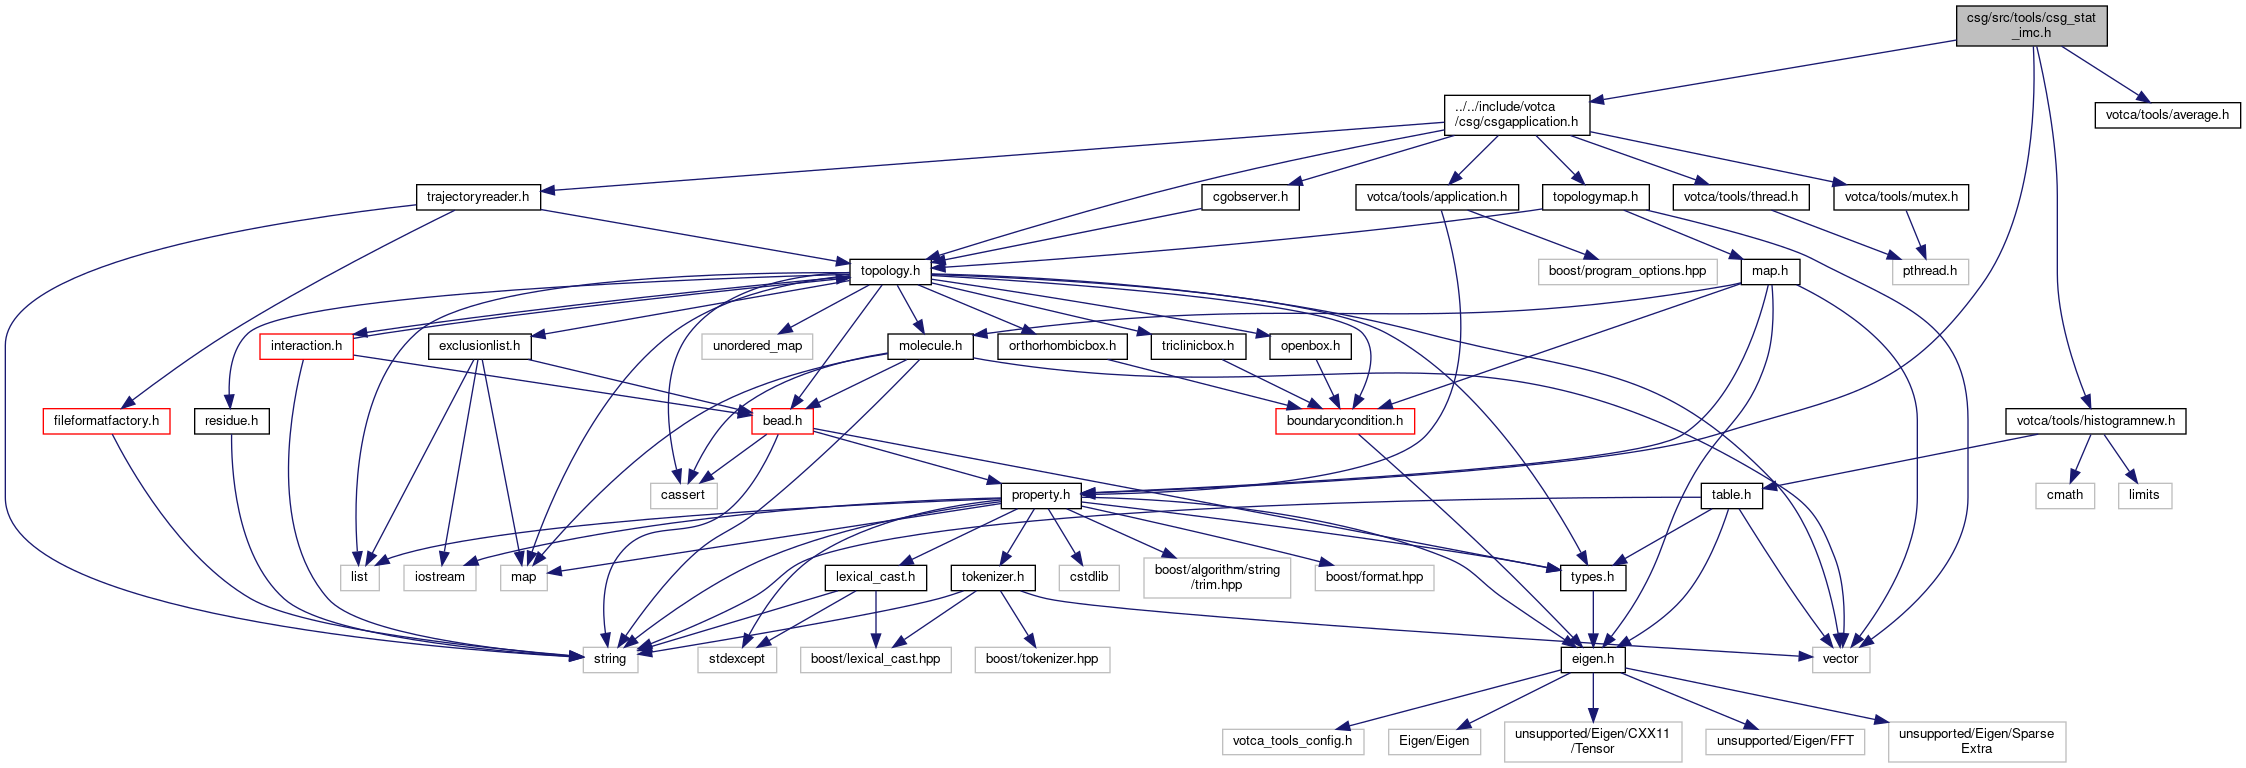 csg/src/tools/csg_stat
_imc.h
../../include/votca
/csg/csgapplication.h
votca/tools/average.h
trajectoryreader.h
cgobserver.h
votca/tools/application.h
topologymap.h
votca/tools/thread.h
votca/tools/mutex.h
topology.h
boost/program_options.hpp
map.h
pthread.h
interaction.h
exclusionlist.h
unordered_map
molecule.h
orthorhombicbox.h
triclinicbox.h
openbox.h
fileformatfactory.h
residue.h
bead.h
boundarycondition.h
votca/tools/histogramnew.h
cassert
property.h
table.h
cmath
limits
list
iostream
map
lexical_cast.h
tokenizer.h
cstdlib
boost/algorithm/string
/trim.hpp
boost/format.hpp
types.h
string
stdexcept
boost/lexical_cast.hpp
boost/tokenizer.hpp
eigen.h
vector
votca_tools_config.h
Eigen/Eigen
unsupported/Eigen/CXX11
/Tensor
unsupported/Eigen/FFT
unsupported/Eigen/Sparse
Extra